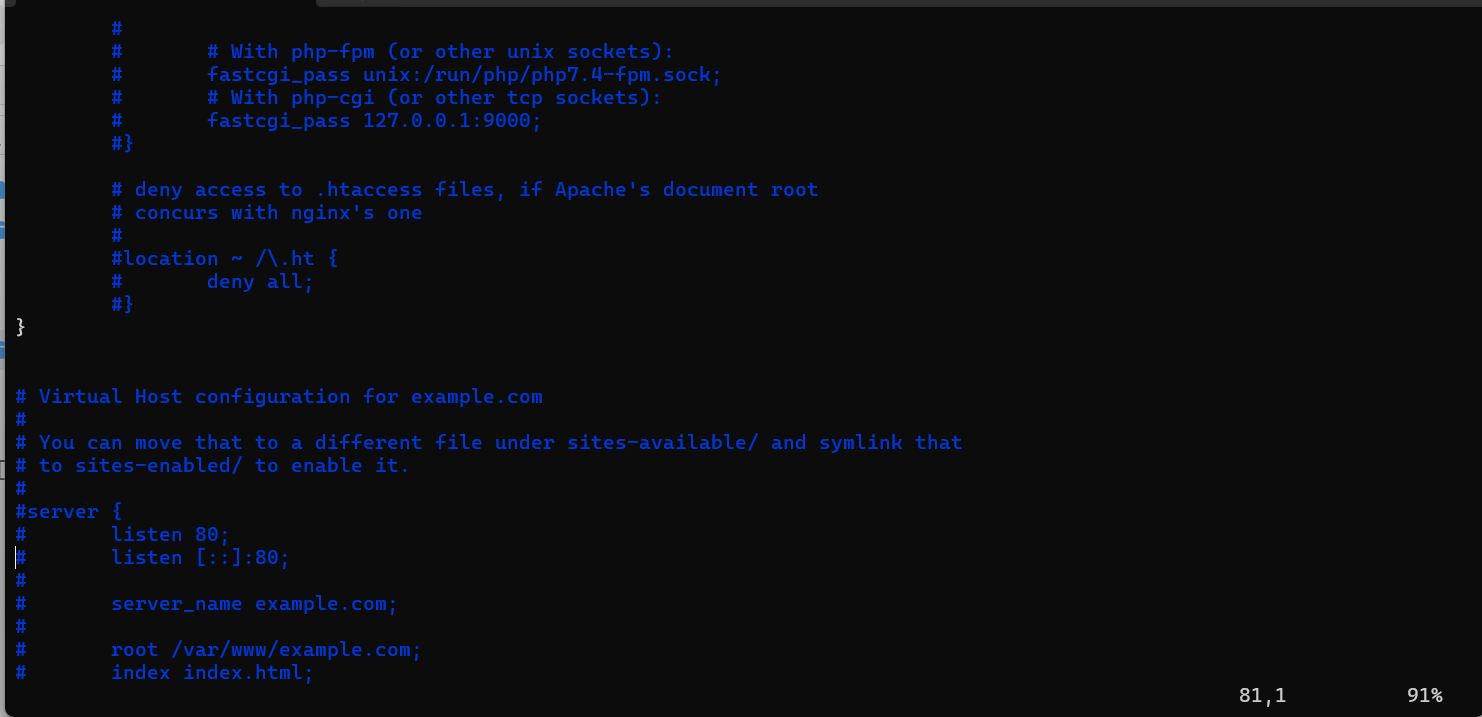 #
#       # With php-fpm (or other unix sockets):
#       fastcgi_pass unix:/run/php/php7.4-fpm.sock;
#       # With php-cgi (or other tcp sockets):
#       fastcgi_pass 127.0.0.1:9000;
#}
# deny access to .htaccess files, if Apache's document root
# concurs with nginx's one
#
#location ~ /\.ht {
#       deny all;
#}
}
# Virtual Host configuration for example.com
#
# You can move that to a different file under sites-available/ and symlink that
# to sites-enabled/ to enable it.
#
#server {
#       listen 80;
#       listen [::]:80;
#
#       server_name example.com;
#
#       root /var/www/example.com;
#       index index.html;
81,1          91%